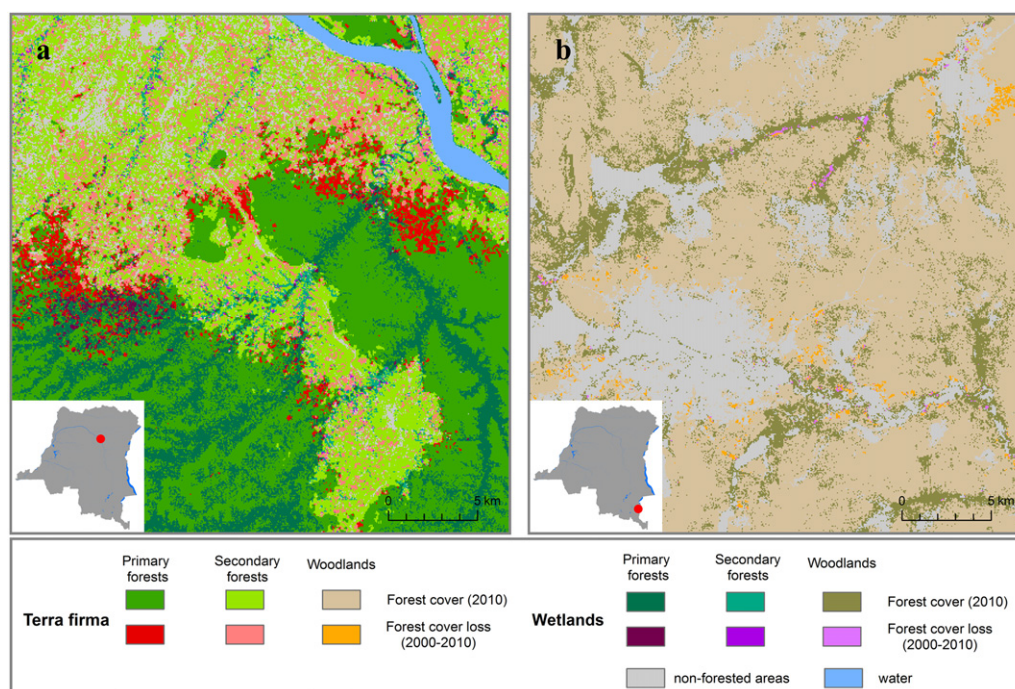 a
b
0 5 km
0 5 km
Primary forests
Secondary forests
Woodlands
Terra firma
Forest cover (2010)
Forest cover loss
(2000-2010)
Primary forests
Secondary forests
Woodlands
Wetlands
Forest cover (2010)
Forest cover loss
(2000-2010)
non-forested areas
water